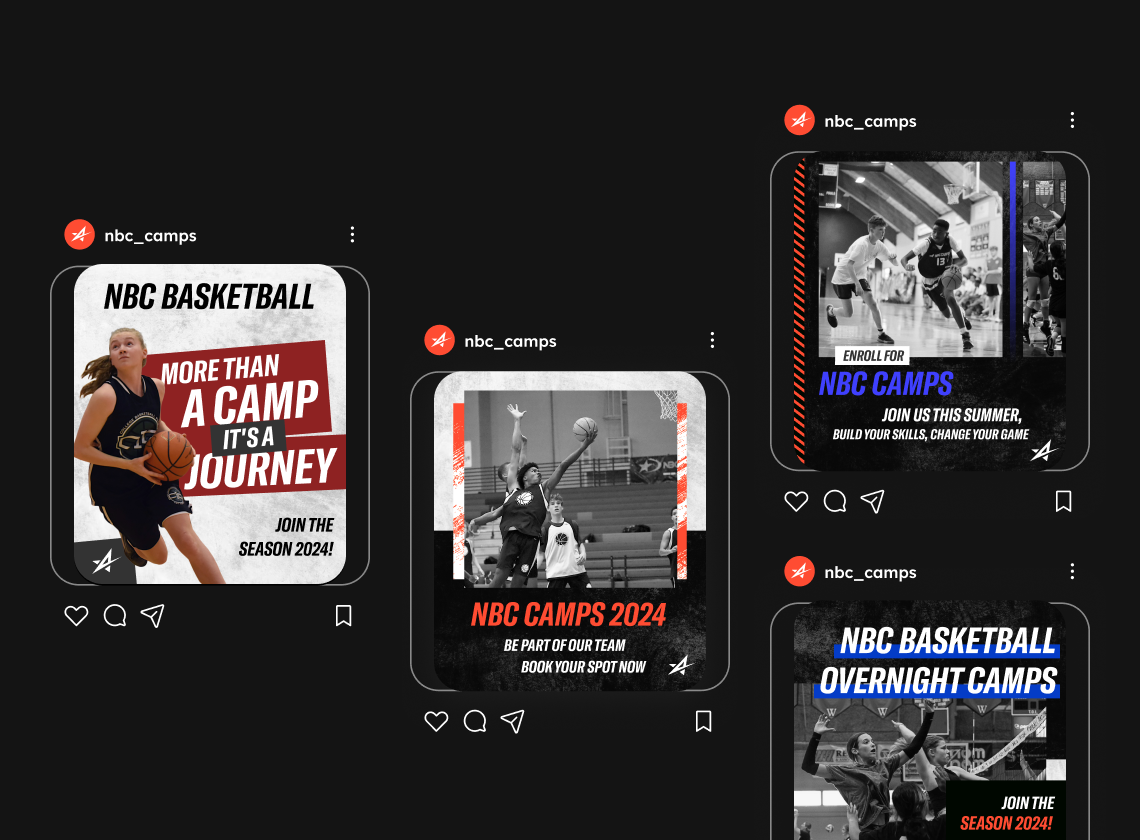 nbc_camps
NBC BASKETBALL
MORE THAN
A CAMP
IT'S A
JOURNEY
JOIN THE
SEASON 2024!
nbc_camps
NBC CAMPS 2024
BE PART OF OUR TEAM
BOOK YOUR SPOT NOW
nbc_camps
13
ENROLL FOR
NBC CAMPS
JOIN US THIS SUMMER,
BUILD YOUR SKILLS, CHANGE YOUR GAME
nbc_camps
NBC BASKETBALL
OVERNIGHT CAMPS
W
W
JOIN THE
SEASON 2024!